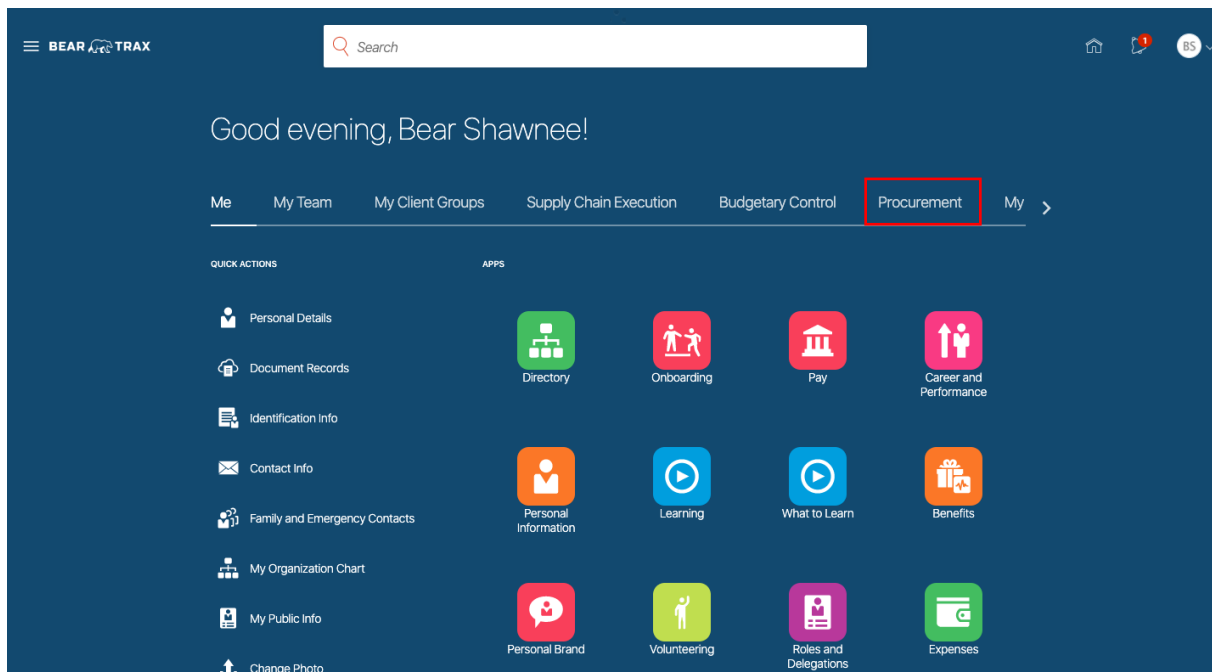 BEAR TRAX
Search
1
BS
Good evening, Bear Shawnee!
Me My Team My Client Groups Supply Chain Execution Budgetary Control Procurement My
QUICK ACTIONS
APPS
Personal Details
Document Records
Identification Info
Contact Info
Family and Emergency Contacts
My Organization Chart
My Public Info
Change Photo
Directory
Onboarding
Pay
Career and
Performance
Personal
Information
Learning
What to Learn
Benefits
Personal Brand
Volunteering
Roles and
Delegations
Expenses